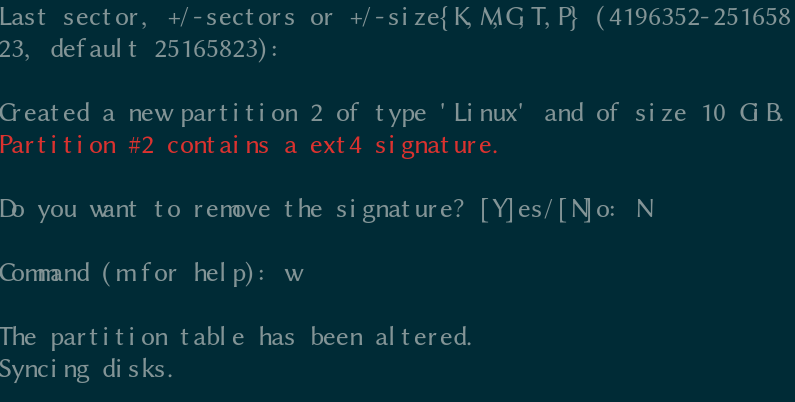 Last sector, +/-sectors or +/-size{K,M,G,T,P} (4196352-251658
23, default 25165823):
Created a new partition 2 of type 'Linux' and of size 10 GiB.
Partition #2 contains a ext4 signature.
Do you want to remove the signature? [Y]es/[N]o: N
Command (m for help): w
The partition table has been altered.
Syncing disks.